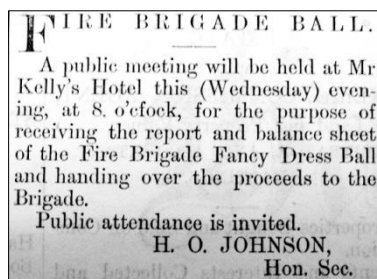 FIRE BRIGADE BALL.
A public meeting will be held at Mr
Kelly's Hotel this (Wednesday) even-
ing, at 8. o'cfock, for the purpose of
receiving the report and balance sheet
of the Fire Brigade Fancy Dress Ball
and handing over the proceeds to the
Brigade.
Public attendance is invited.
H. O. JOHNSON,
Hon. Sec.